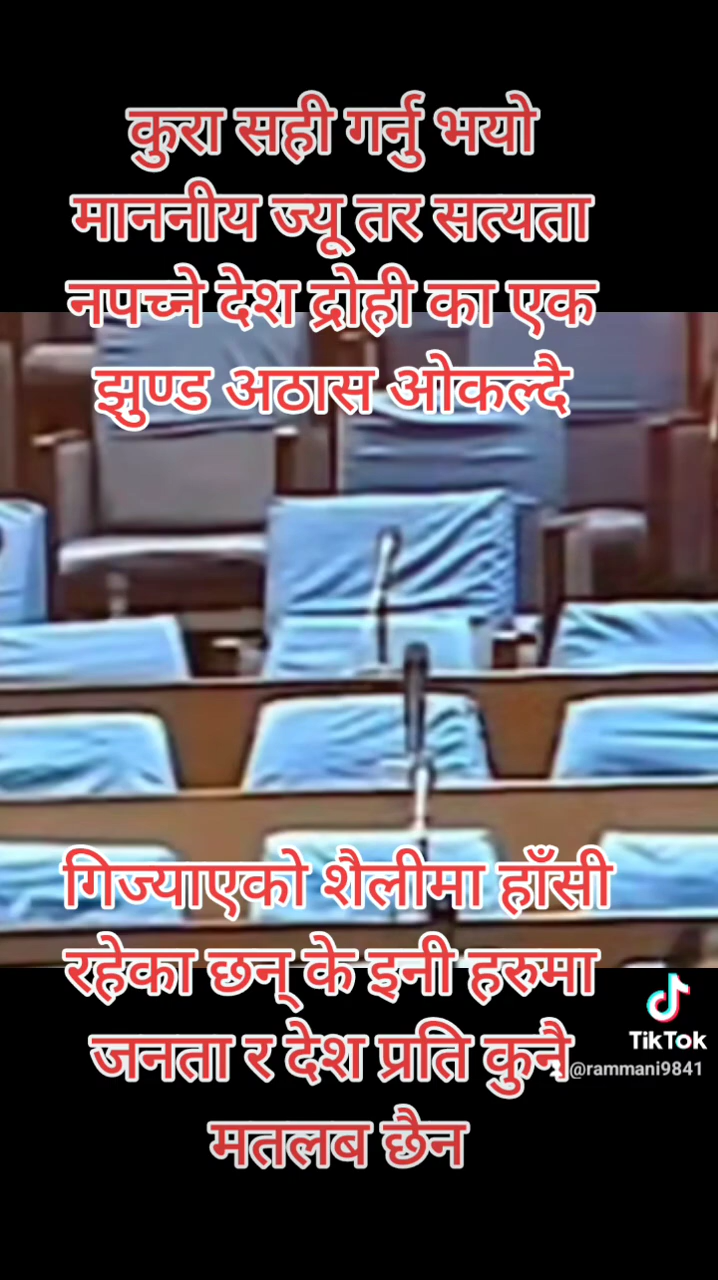 कुरा सही गर्नु भयो
माननीय ज्यू तर सत्यता
नपच्ने देश द्रोही का एक
झुण्ड अठास ओकल्दै
गिज्याएको शैलीमा हाँसी
रहेका छन् के इनी हरुमा
जनता र देश प्रति कुनै
मतलब छैन
TikTok
@rammani9841